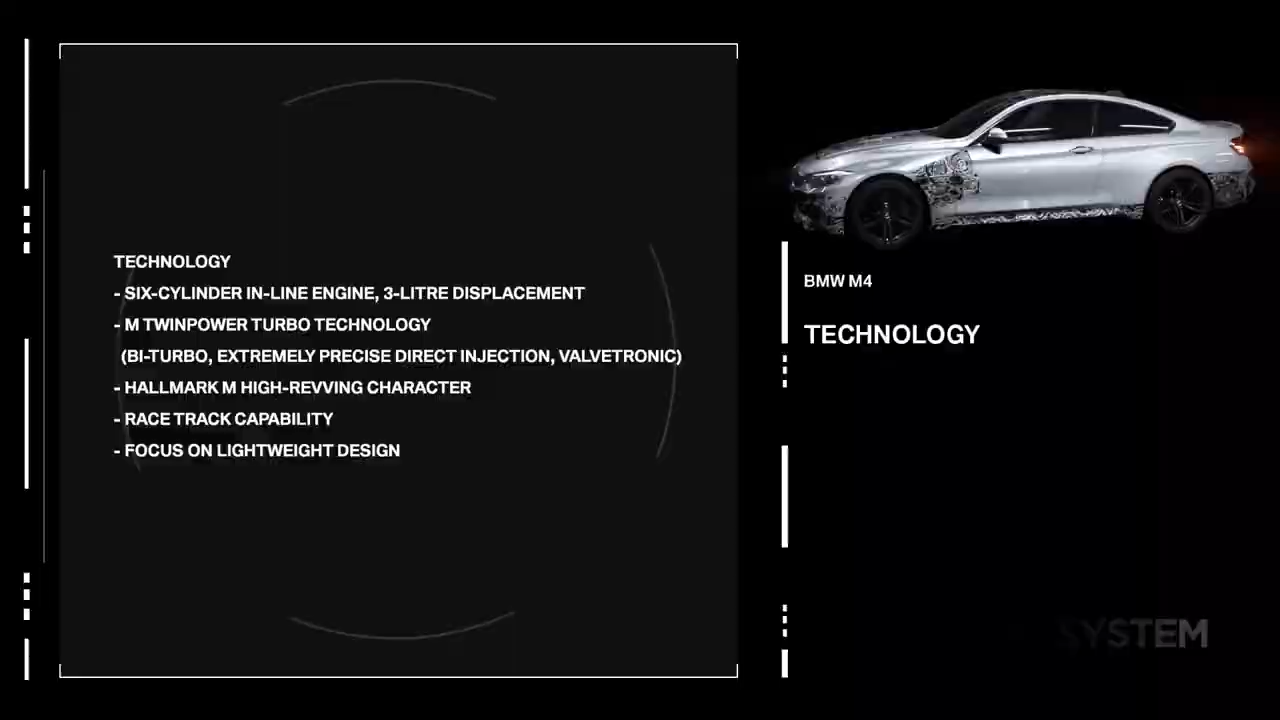 TECHNOLOGY
- SIX-CYLINDER IN-LINE ENGINE, 3-LITRE DISPLACEMENT
- M TWINPOWER TURBO TECHNOLOGY
(BI-TURBO, EXTREMELY PRECISE DIRECT INJECTION, VALVETRONIC)
- HALLMARK M HIGH-REVVING CHARACTER
- RACE TRACK CAPABILITY
- FOCUS ON LIGHTWEIGHT DESIGN
BMW M4
TECHNOLOGY
SYSTEM